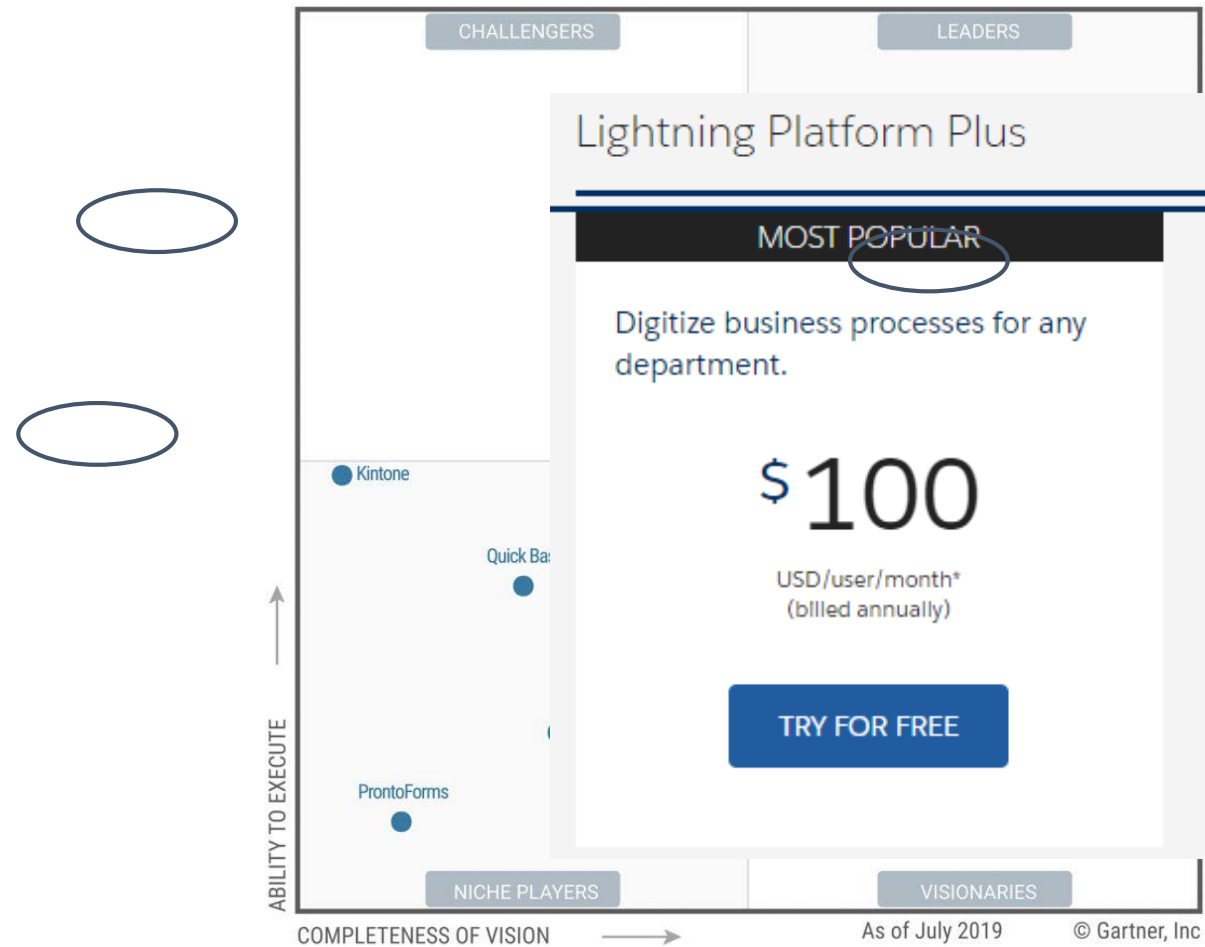 CHALLENGERS
LEADERS
Lightning Platform Plus
MOST POPULAR
Digitize business processes for any
department.
$100
USD/user/month*
(billed annually)
TRY FOR FREE
Kintone
Quick Bas
ProntoForms
ABILITY TO EXECUTE
NICHE PLAYERS
VISIONARIES
COMPLETENESS OF VISION
As of July 2019
© Gartner, Inc